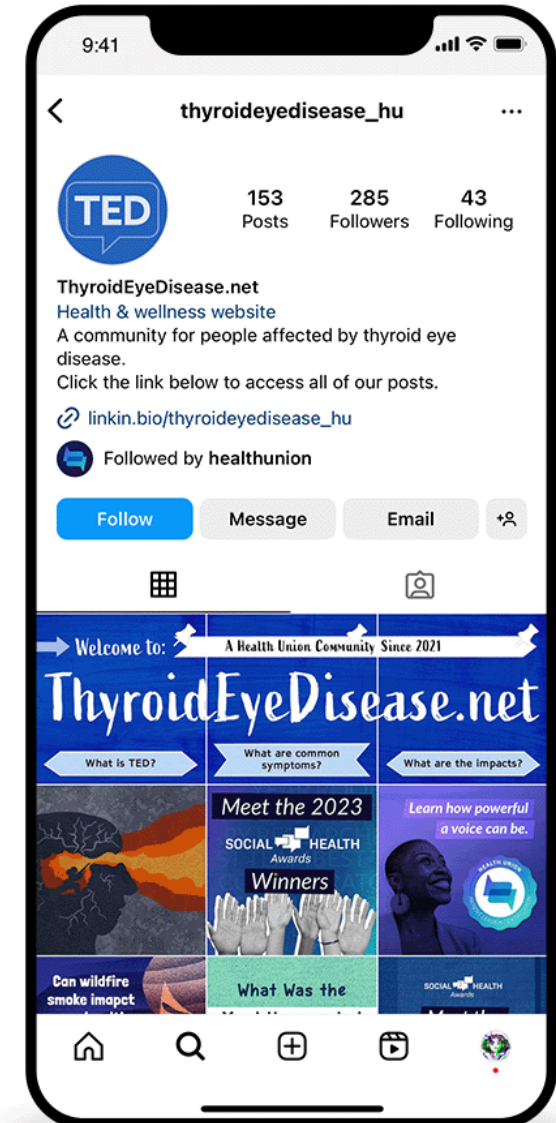 9:41
thyroideyedisease_hu
TED
153
285
43
Posts
Followers
Following
ThyroidEyeDisease.net
Health & wellness website
A community for people affected by thyroid eye
disease.
Click the link below to access all of our posts.
linkin.bio/thyroideyedisease_hu
Followed by healthunion
Follow
Message
Email
Welcome to:
A Health Union Community Since 2021
ThyroidEyeDisease.net
What is TED?
What are common
symptoms?
What are the impacts?
Meet the 2023
SOCIAL HEALTH
Awards
Winners
Learn how powerful
a voice can be.
HEALTH UNION
Can wildfire
smoke imapct
What Was the
SOCIAL HEALTH
Awards